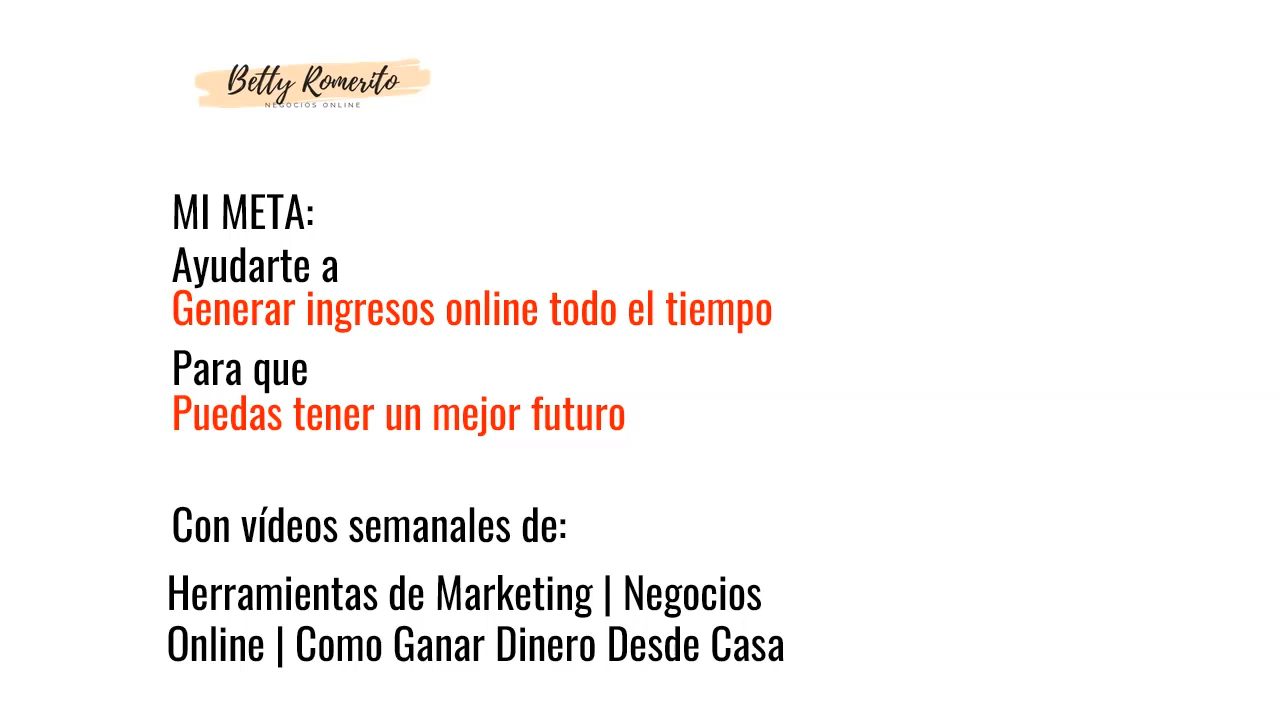 Betty Romerito
NEGOCIOS ONLINE
MI META:
Ayudarte a
Generar ingresos online todo el tiempo
Para que
Puedas tener un mejor futuro
Con vídeos semanales de:
Herramientas de Marketing | Negocios
Online | Como Ganar Dinero Desde Casa